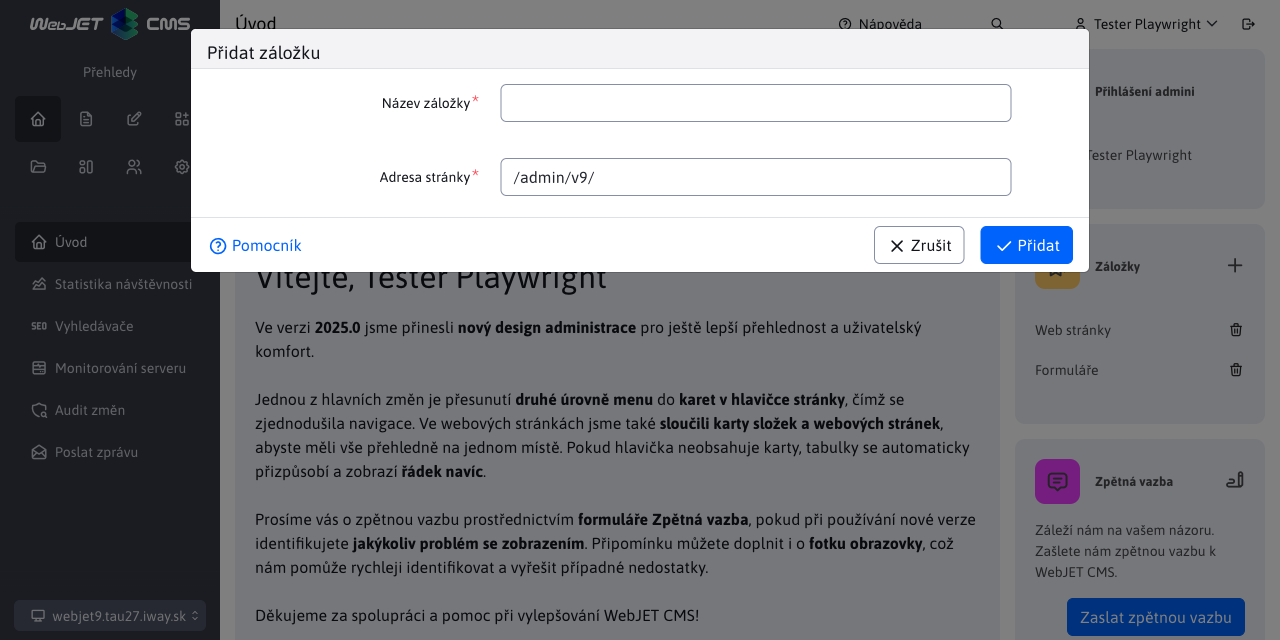 WebJET CMS
Úvod
Nápověda
Tester Playwright
Přehledy
Úvod
Statistika návštěvnosti
SEO Vyhledávače
Monitorování serveru
Audit změn
Poslat zprávu
webjet9.tau27.iway.sk
Přidat záložku
Název záložky*
Adresa stránky*
/admin/v9/
Pomocník
Zrušit
Přidat
Vítejte, Tester Playwright
Ve verzi 2025.0 jsme přinesli nový design administrace pro ještě lepší přehlednost a uživatelský
komfort.
Jednou z hlavních změn je přesunutí druhé úrovně menu do karet v hlavičce stránky, čímž se
zjednodušila navigace. Ve webových stránkách jsme také sloučili karty složek a webových stránek,
abyste měli vše přehledně na jednom místě. Pokud hlavička neobsahuje karty, tabulky se automaticky
přizpůsobí a zobrazí řádek navíc.
Prosíme vás o zpětnou vazbu prostřednictvím formuláře Zpětná vazba, pokud při používání nové verze
identifikujete jakýkoliv problém se zobrazením. Připomínku můžete doplnit i o fotku obrazovky, což
nám pomůže rychleji identifikovat a vyřešit případné nedostatky.
Děkujeme za spolupráci a pomoc při vylepšování WebJET CMS!
Přihlášení admini
Tester Playwright
Záložky
Web stránky
Formuláře
Zpětná vazba
Záleží nám na vašem názoru.
Zašlete nám zpětnou vazbu k
WebJET CMS.
Zaslat zpětnou vazbu